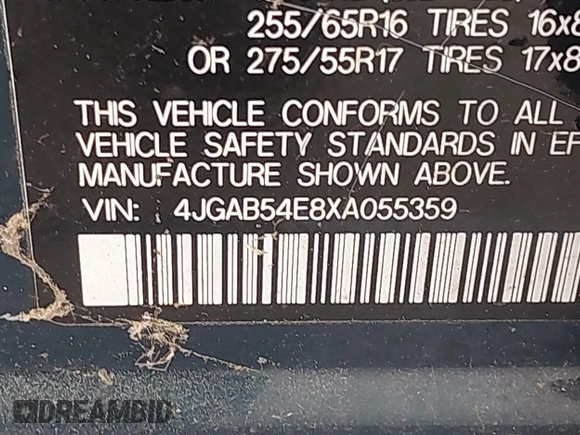 255/65R16 TIRES 16x8
OR 275/55R17 TIRES 17x8
THIS VEHICLE CONFORMS TO ALL
VEHICLE SAFETY STANDARDS IN EF
MANUFACTURE SHOWN ABOVE.
VIN: 4JGAB54E8XA055359
DREAMBID